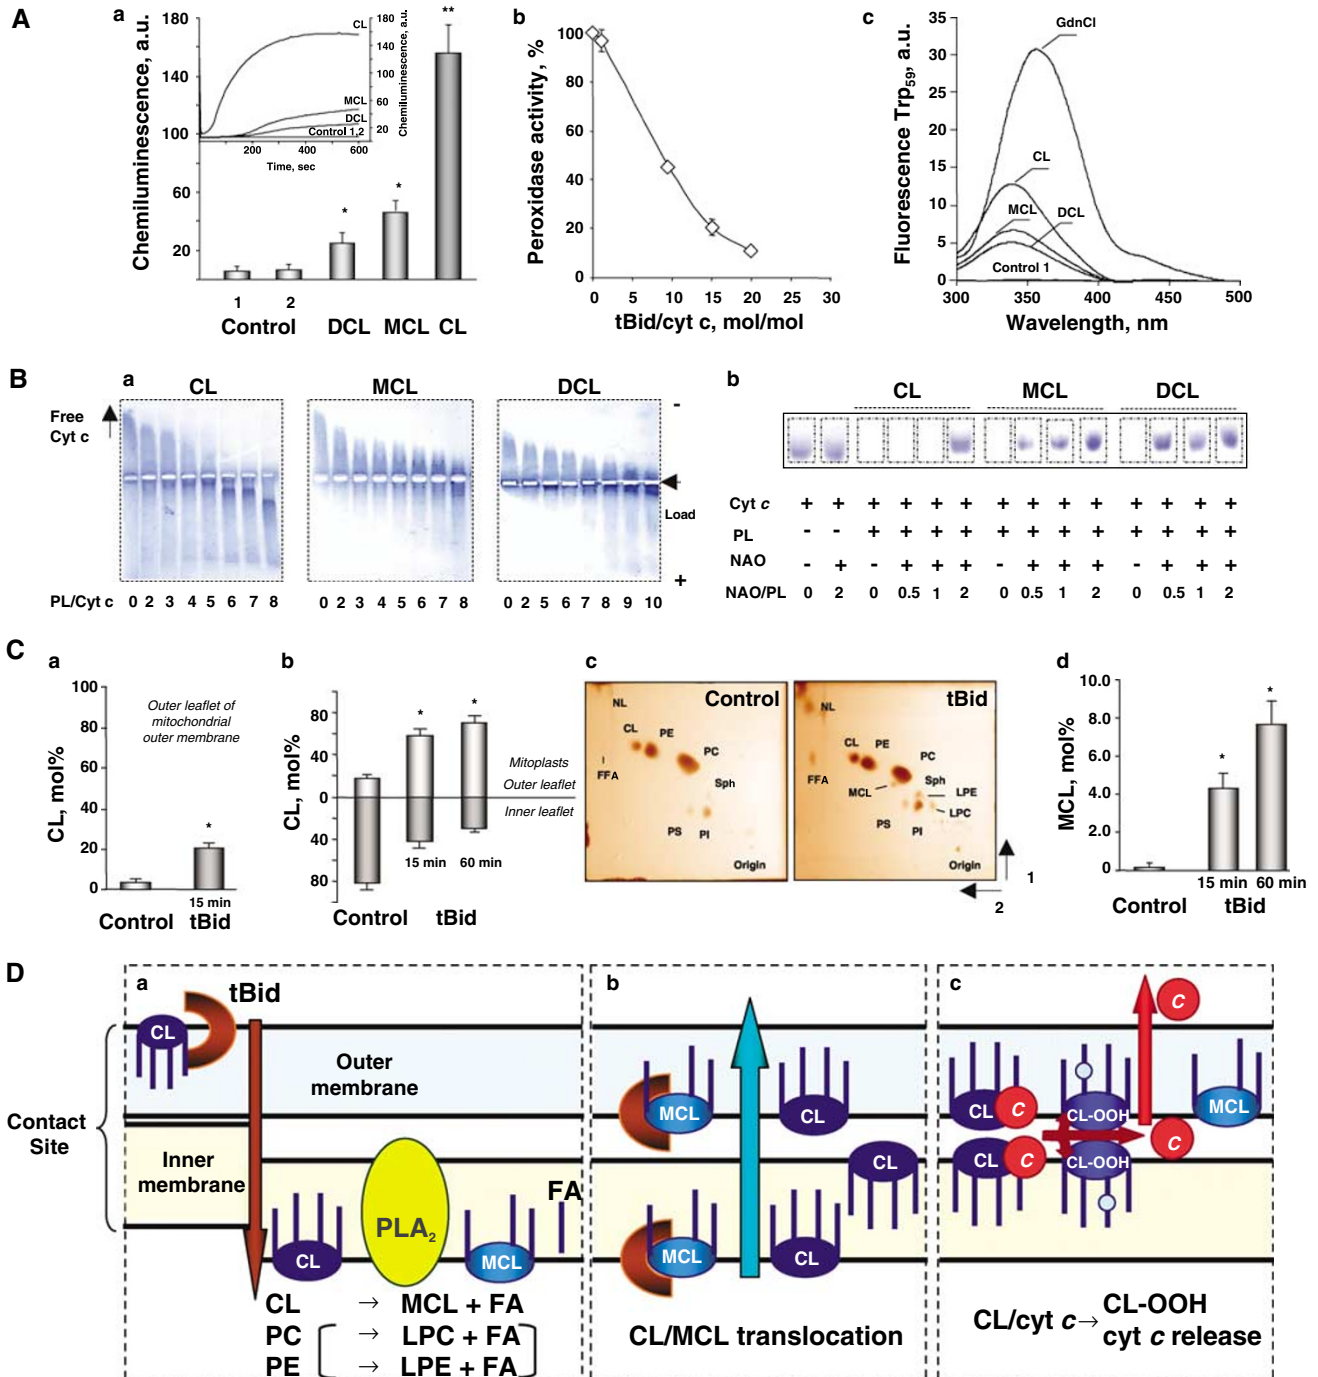 A
a
Chemiluminescence, a.u.
180
140
100
60
20
CL
MCL
DCL
Control 1,2
200 400 600
Time, sec
180
140
100
60
20
Chemiluminescence, a.u.
*
*
**
1 2
Control DCL MCL CL
b
Peroxidase activity, %
100
80
60
40
20
0
0 5 10 15 20 25 30
tBid/cyt c, mol/mol
c
Fluorescence Trp59, a.u.
35
30
25
20
15
10
5
0
GdnCl
CL
MCL
DCL
Control 1
300 350 400 450 500
Wavelength, nm
B
a
CL MCL DCL
Free
Cyt c
-
Load
+
PL/Cyt c 0 2 3 4 5 6 7 8 0 2 3 4 5 6 7 8 0 2 5 6 7 8 9 10
b
CL MCL DCL
Cyt c + + + + + + + + + + + + + +
PL - - + + + + + + + + + + + +
NAO - + - + + + - + + + - + + +
NAO/PL 0 2 0 0.5 1 2 0 0.5 1 2 0 0.5 1 2
C
a
CL, mol%
100
80
60
40
20
0
Outer leaflet of
mitochondrial
outer membrane
*
15 min
Control tBid
b
CL, mol%
80
40
0
40
80
*
*
Mitoplasts
Outer leaflet
Inner leaflet
15 min 60 min
Control tBid
c
Control
NL
CL
PE
PC
FFA
Sph
PS PI
Origin
tBid
NL
CL PE
PC
FFA
MCL
Sph
LPE
LPC
PS PI
Origin
1
2
d
MCL, mol%
10.0
8.0
6.0
4.0
2.0
0
*
*
15 min 60 min
Control tBid
D
Contact
Site
a
tBid
CL
Outer
membrane
Inner
membrane
PLA2
FA
CL
MCL
CL → MCL + FA
PC → LPC + FA
PE → LPE + FA
b
MCL
CL
CL
MCL
CL
CL/MCL translocation
c
C
CL
C
CL-OOH
MCL
C
CL
C
CL-OOH
CL/cyt c → CL-OOH
cyt c release